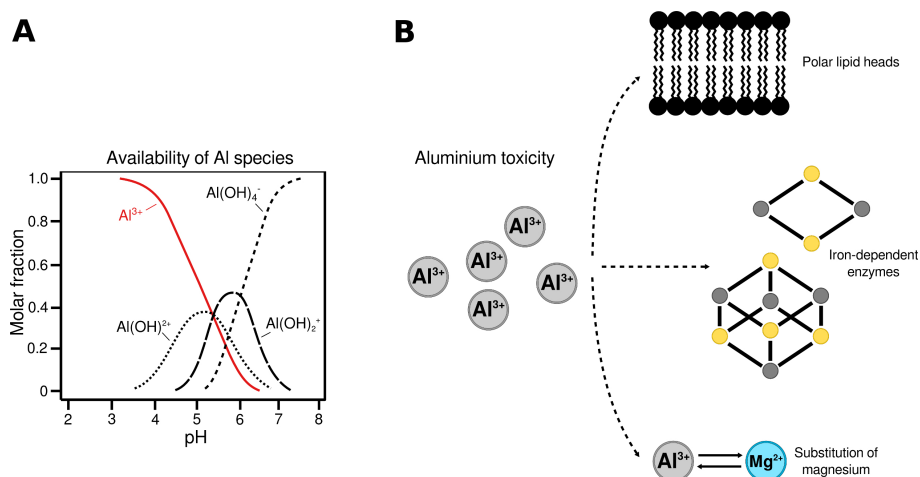 A
Availability of Al species
Molar fraction
1.0
0.8
0.6
0.4
0.2
0
Al³⁺
Al(OH)₄⁻
Al(OH)²⁺
Al(OH)₂⁺
2 3 4 5 6 7 8
pH
B
Aluminium toxicity
Al³⁺
Al³⁺
Al³⁺
Al³⁺
Al³⁺
Polar lipid heads
Iron-dependent
enzymes
Al³⁺
Mg²⁺
Substitution of
magnesium